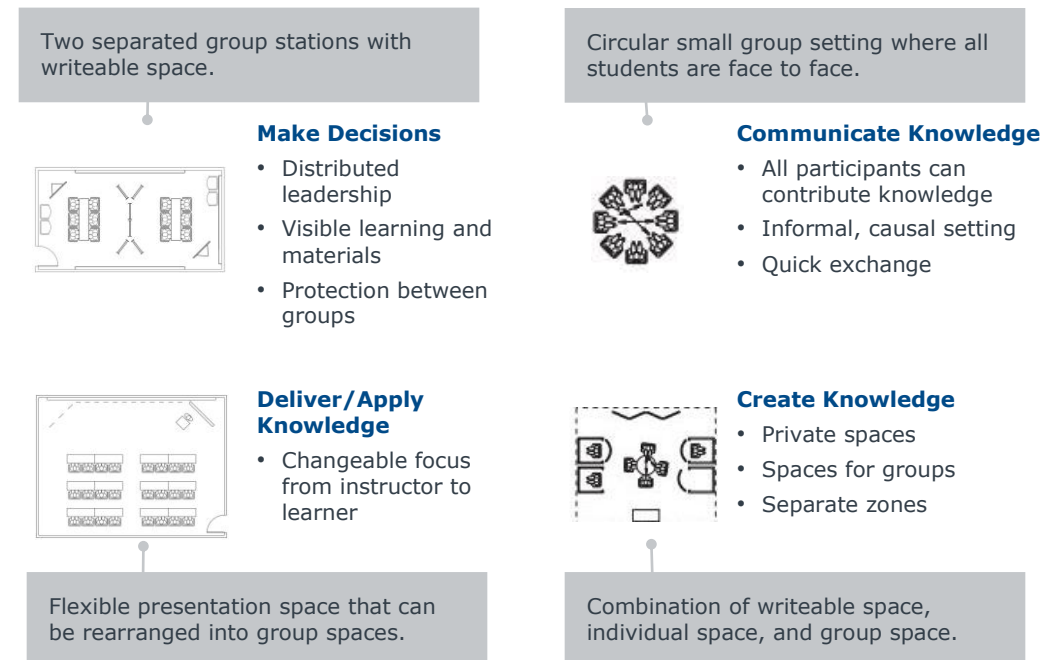 Two separated group stations with
writeable space.
Make Decisions
• Distributed
leadership
• Visible learning and
materials
• Protection between
groups
Circular small group setting where all
students are face to face.
Communicate Knowledge
• All participants can
contribute knowledge
• Informal, causal setting
• Quick exchange
Deliver/Apply
Knowledge
• Changeable focus
from instructor to
learner
Flexible presentation space that can
be rearranged into group spaces.
Create Knowledge
• Private spaces
• Spaces for groups
• Separate zones
Combination of writeable space,
individual space, and group space.